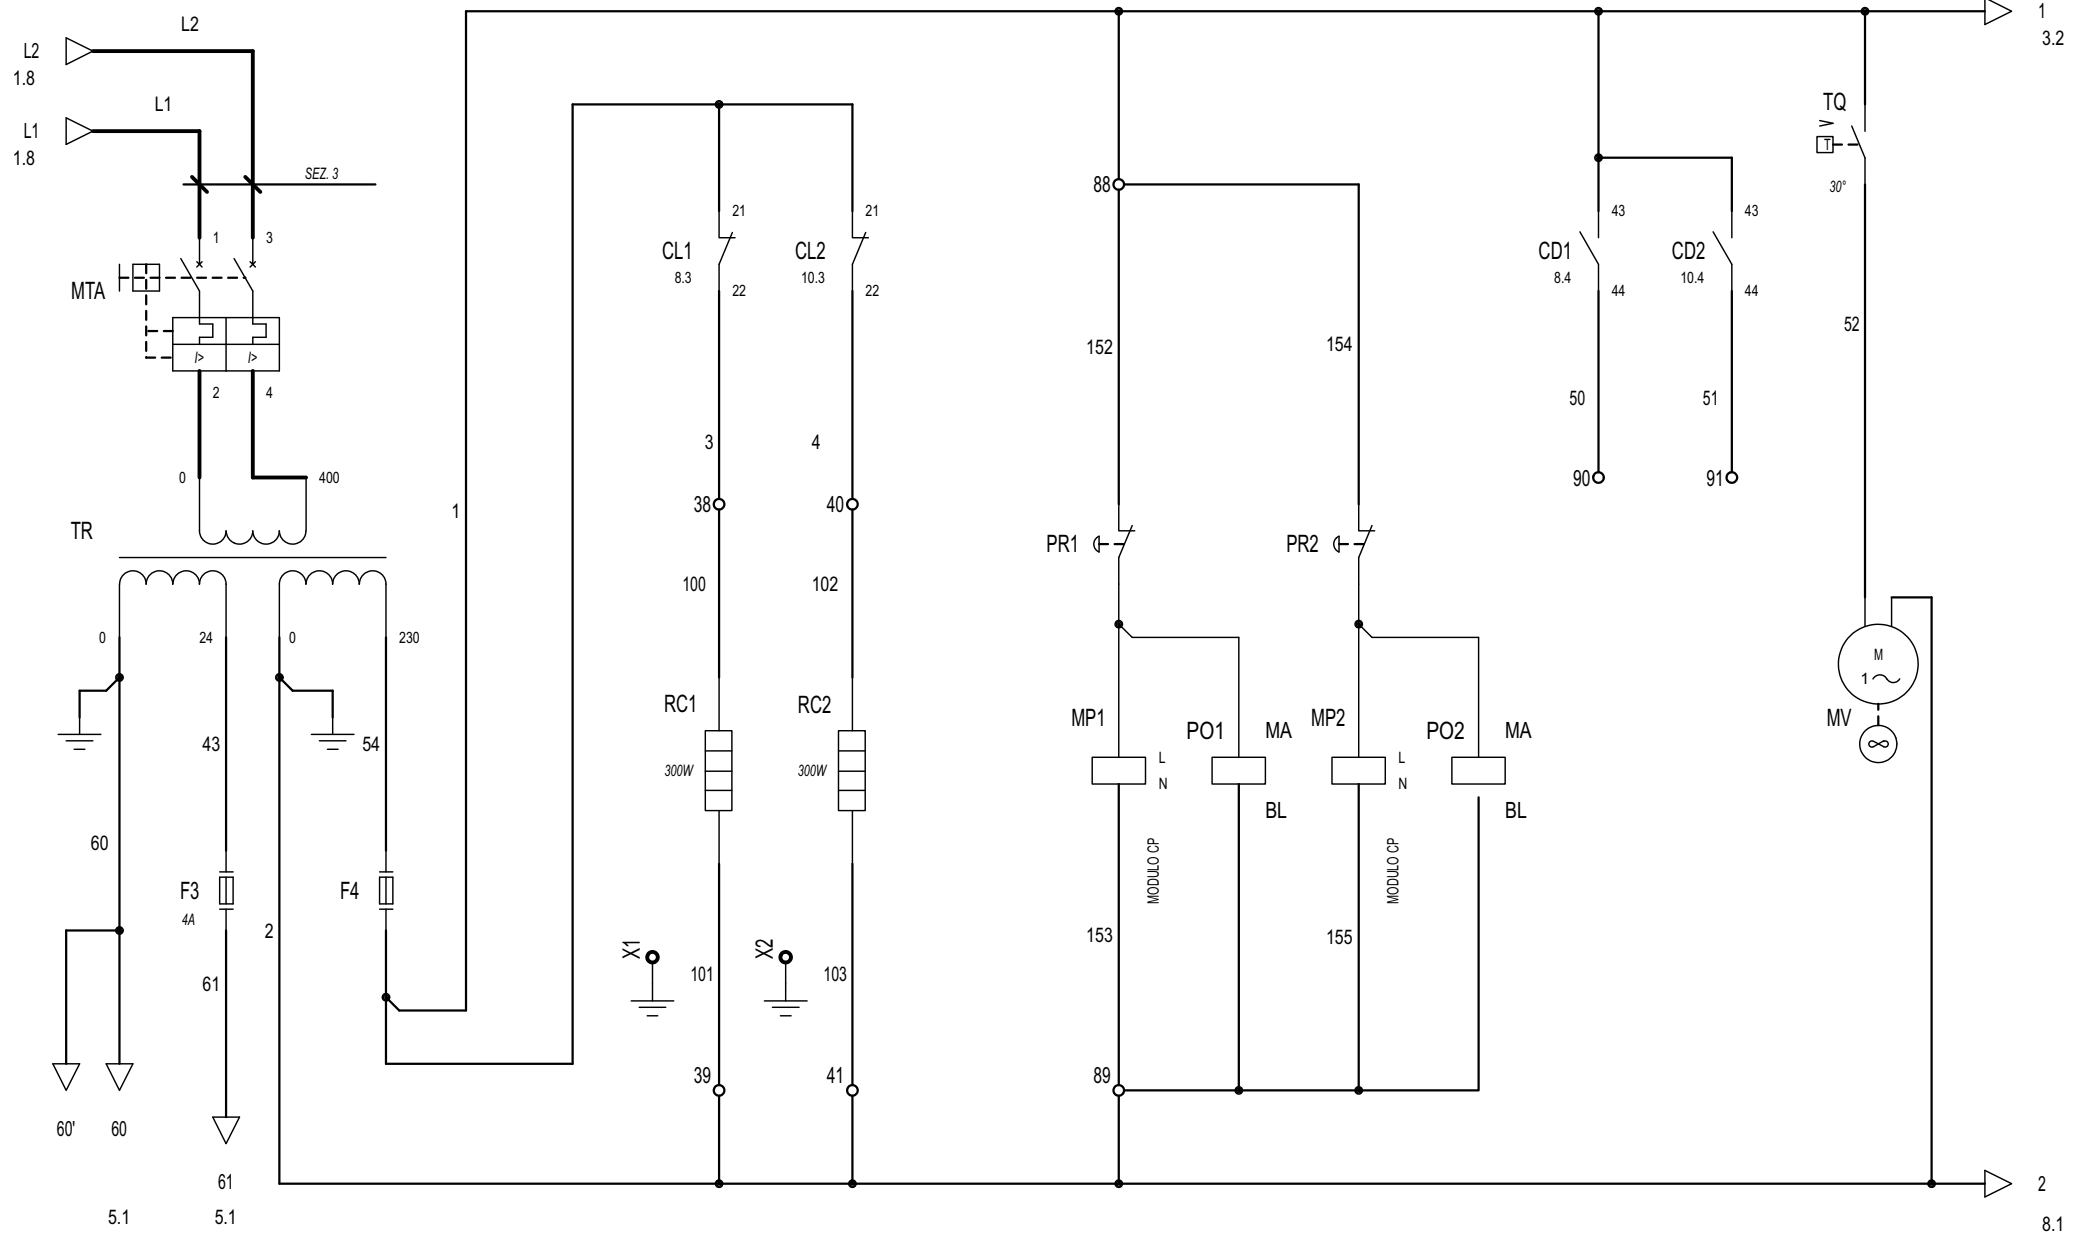 L2
L2
1.8
L1
L1
1.8
SEZ. 3
1
3
MTA
I>
I>
2
4
0
400
TR
0
24
0
230
43
54
60
F3
4A
F4
2
61
60'
60
61
5.1
5.1
1
1
3.2
21
CL1
8.3
22
21
CL2
10.3
22
3
4
38
40
100
102
RC1
300W
RC2
300W
X1
X2
101
103
39
41
88
152
154
PR1
PR2
MP1
L
N
PO1
MA
BL
MP2
L
N
PO2
MA
BL
MODULO CP
MODULO CP
153
155
89
43
CD1
8.4
44
43
CD2
10.4
44
50
51
90
91
TQ
V
T
30°
52
M
1
MV
2
8.1